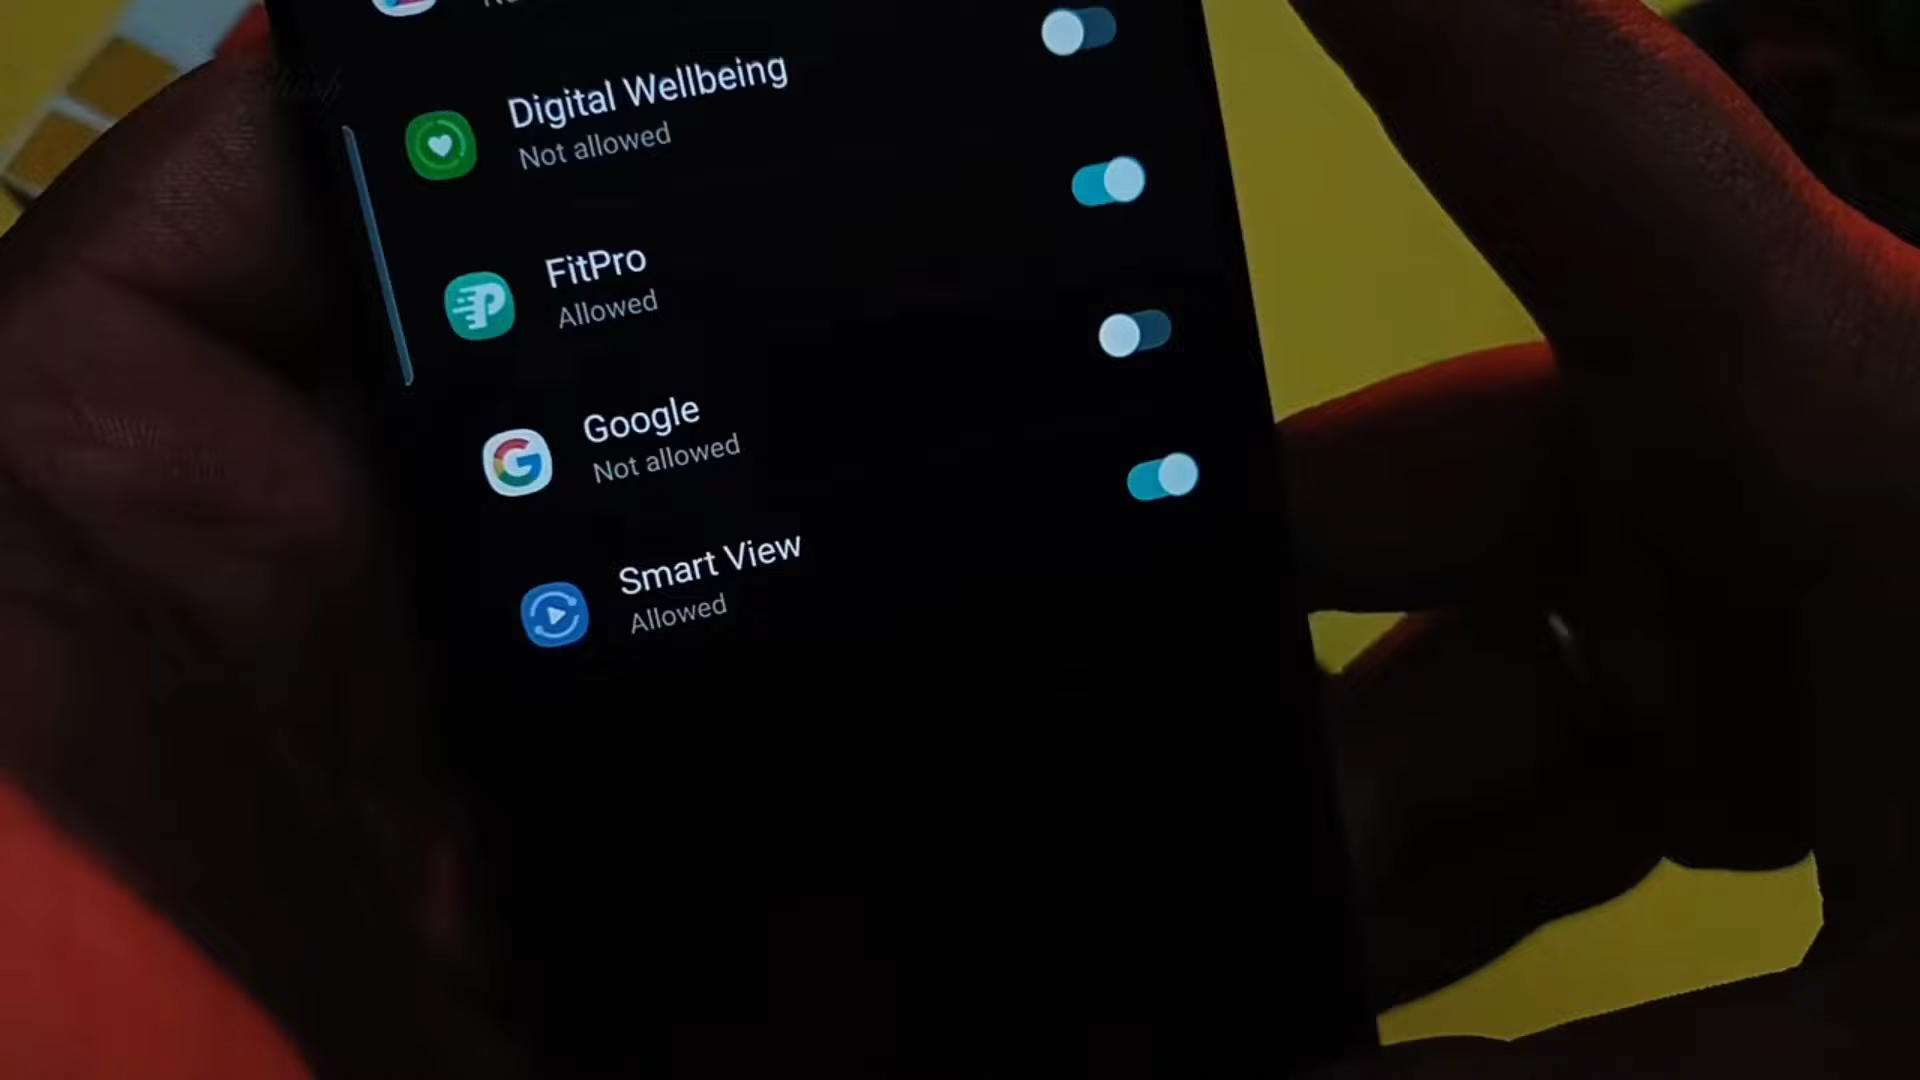 Digital Wellbeing
Not allowed
FitPro
Allowed
Google
Not allowed
Smart View
Allowed